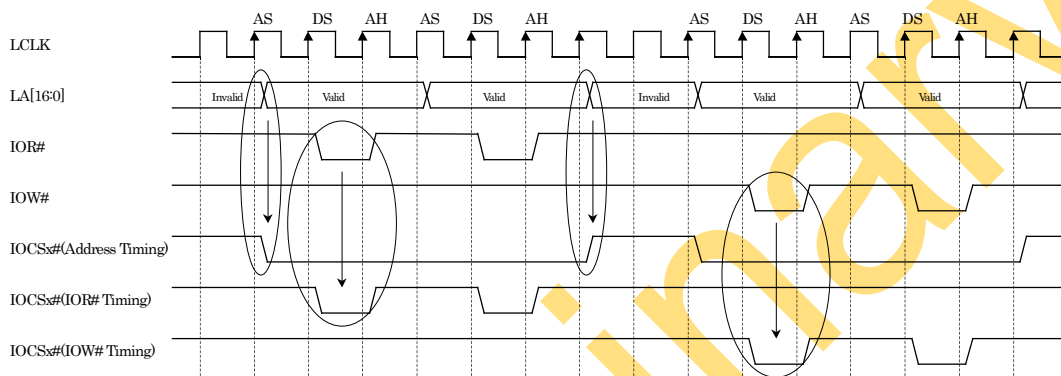 AS DS AH AS DS AH AS DS AH AS DS AH
LCLK
LA[16:0] Invalid Valid Valid Invalid Valid Valid
IOR#
IOW#
IOCSx#(Address Timing)
IOCSx#(IOR# Timing)
IOCSx#(IOW# Timing)
inary